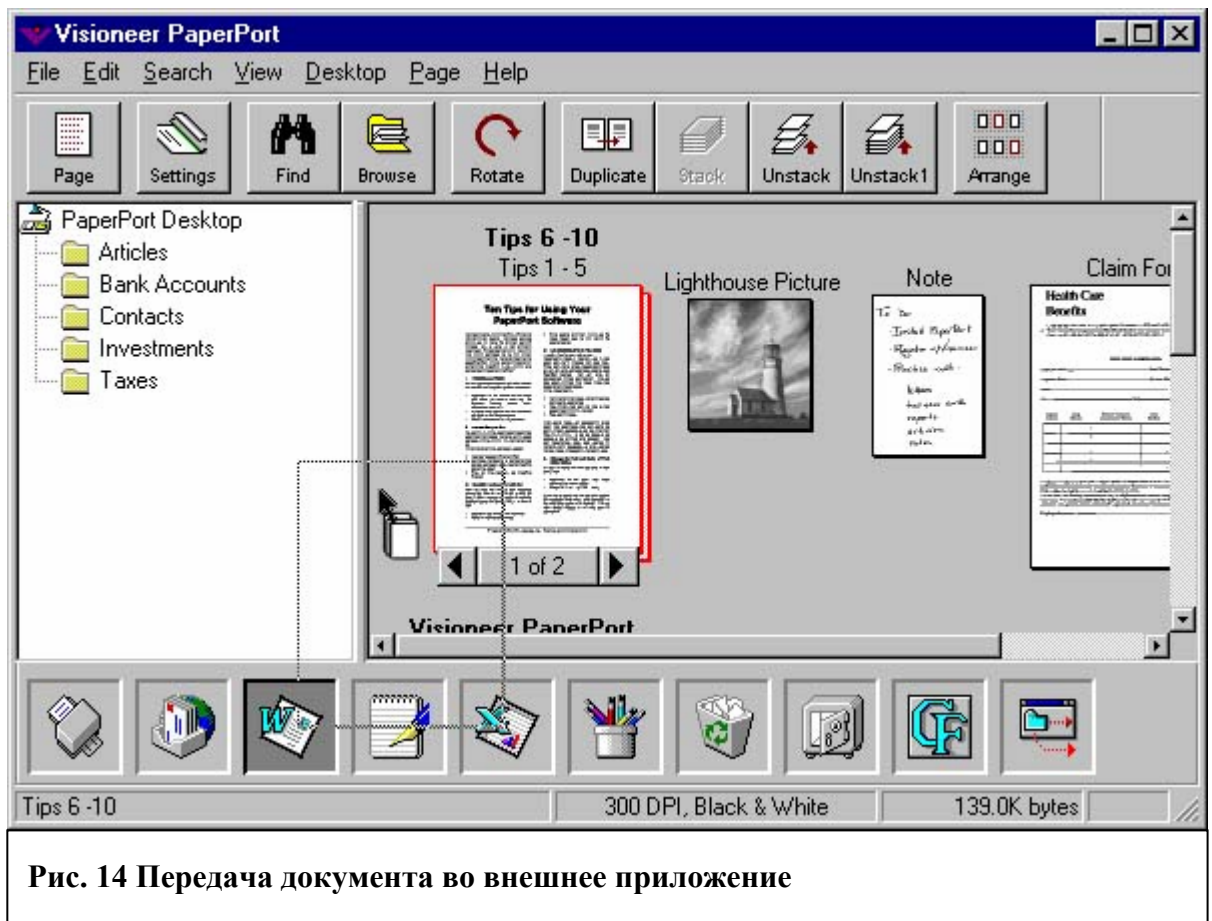 Visioneer PaperPort
File Edit Search View Desktop Page Help
Page Settings Find Browse Rotate Duplicate Stack Unstack Unstack1 Arrange
PaperPort Desktop
Articles
Bank Accounts
Contacts
Investments
Taxes
Tips 6 -10
Tips 1 - 5
Ten Tips for Using Your
PaperPort Software
1 of 2
Lighthouse Picture
Note
To Do
Claim For
Health Care
Benefits
Visioneer PaperPort
Tips 6 -10 300 DPI, Black & White 139.0K bytes
Рис. 14 Передача документа во внешнее приложение